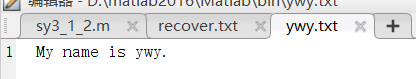 编辑器 - D:\matlab2016\Matlab\bin\ywy.txt
sy3_1_2.m × recover.txt × ywy.txt × +
1 My name is ywy.